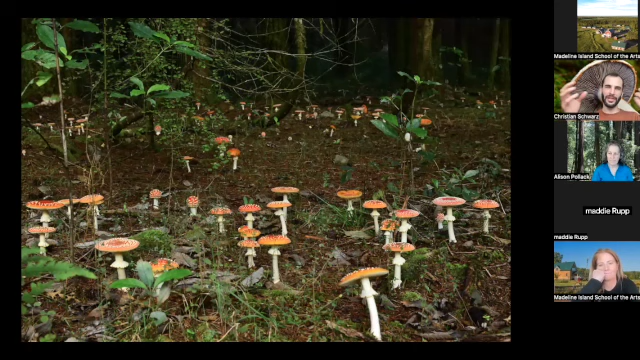 Madeline Island School of the Arts
Christian Schwarz
Alison Pollack
maddie Rupp
maddie Rupp
Madeline Island School of the Arts